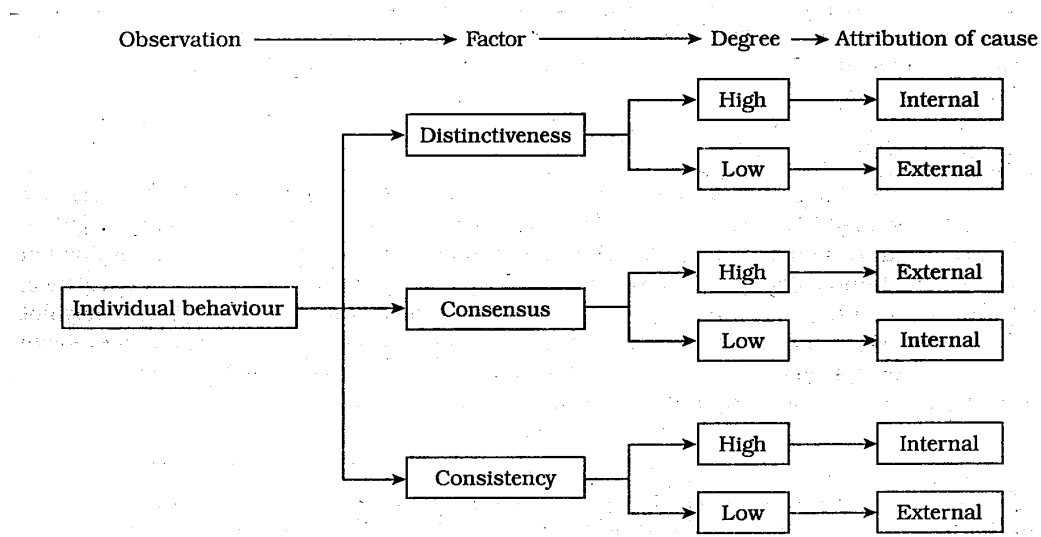 Observation Factor Degree Attribution of cause
High Internal
Distinctiveness
Low External
High External
Individual behaviour Consensus
Low Internal
High Internal
Consistency
Low External